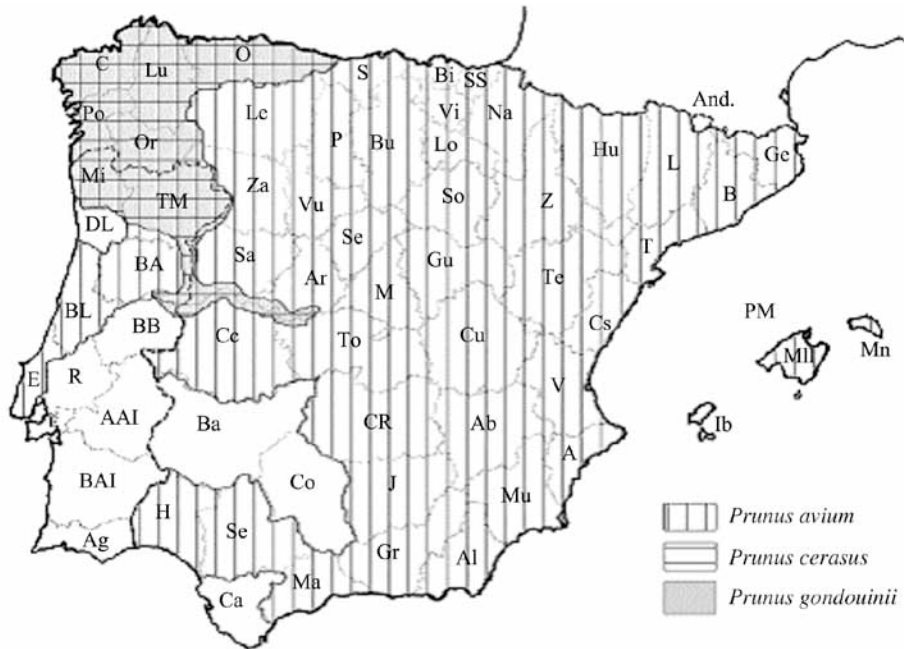 C Lu O S Bi SS
Po Le P Bu Vi Na And.
Or Lo Hu L Ge
Mi Za B
TM Vu So Z
DL Se
BA Sa Ar Gu Te T
BL M PM
BB Cc To Cu Cs Mll Mn
E R V
AAI Ba CR Ab Ib
BAI Co J A
H Mu
Ag Se Gr Al
Ca Ma
Prunus avium
Prunus cerasus
Prunus gondouinii